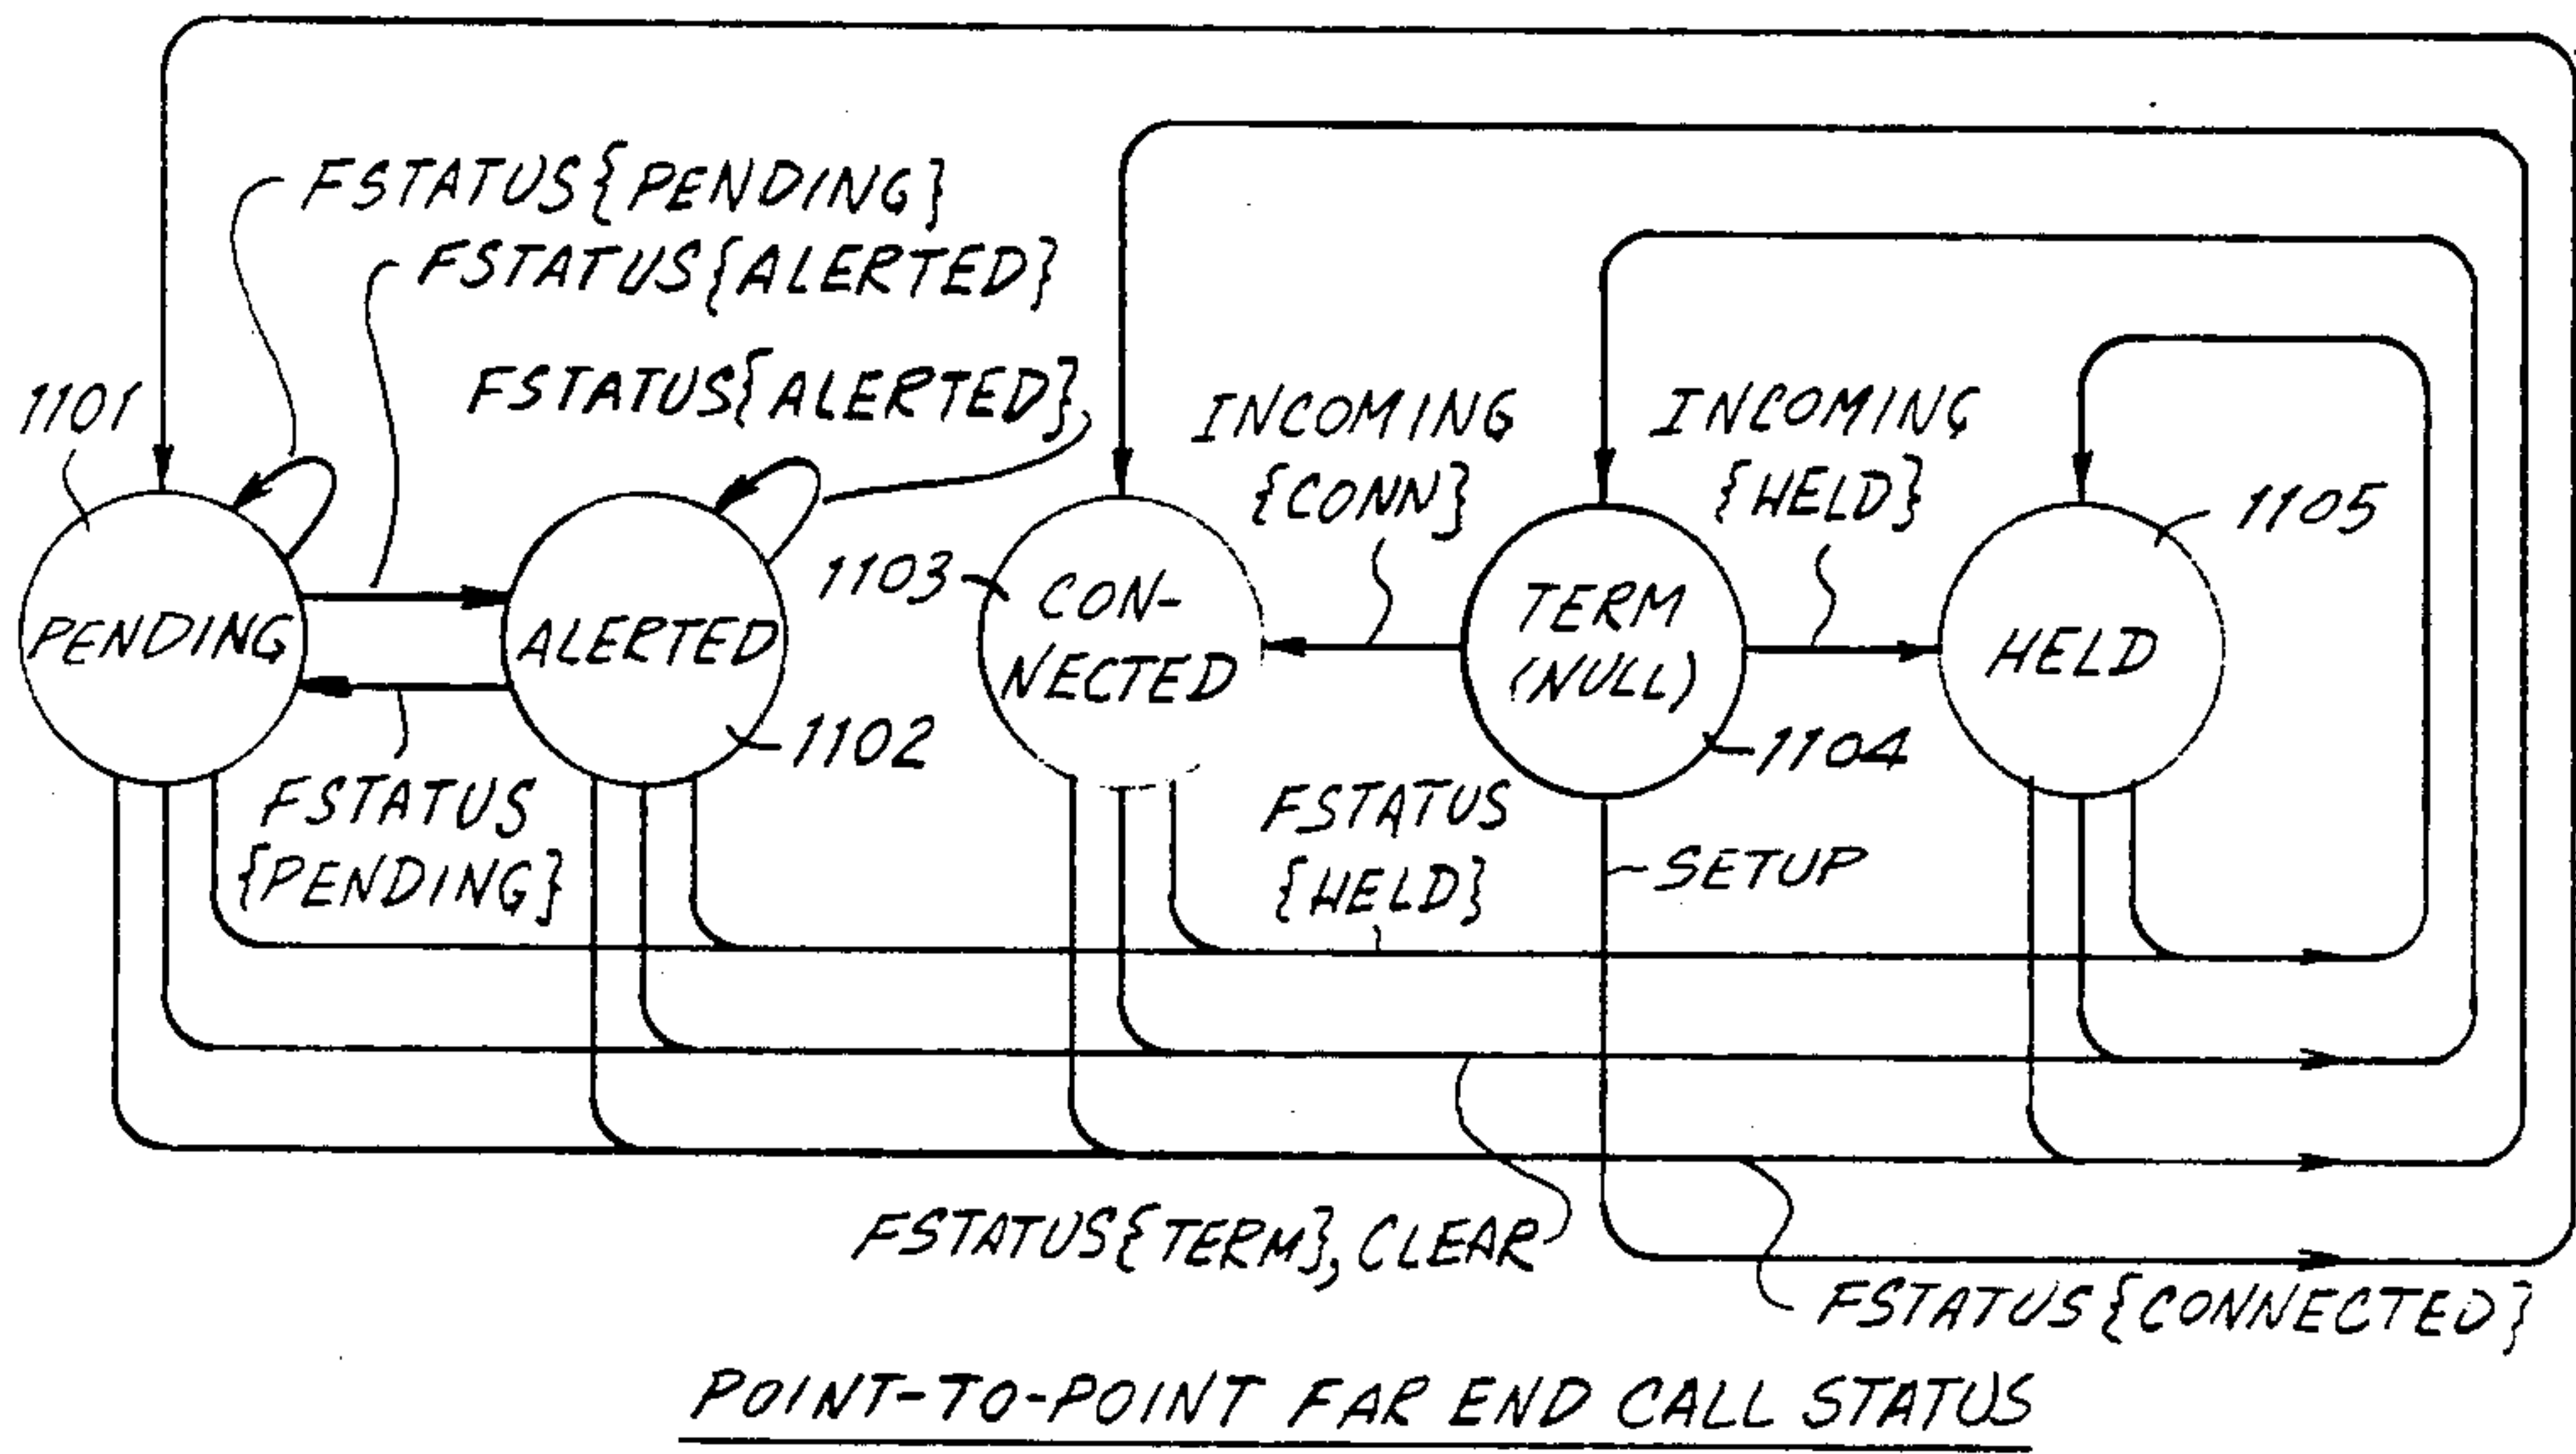 FSTATUS{PENDING}
FSTATUS{ALERTED}
FSTATUS{ALERTED},
1101
INCOMING
{CONN}
INCOMING
{HELD}
1105
1103
PENDING
ALERTED
CON-
NECTED
TERM
(NULL)
HELD
1102
1104
FSTATUS
{PENDING}
FSTATUS
{HELD}
SETUP
FSTATUS{TERM}, CLEAR
FSTATUS{CONNECTED}
POINT-TO-POINT FAR END CALL STATUS